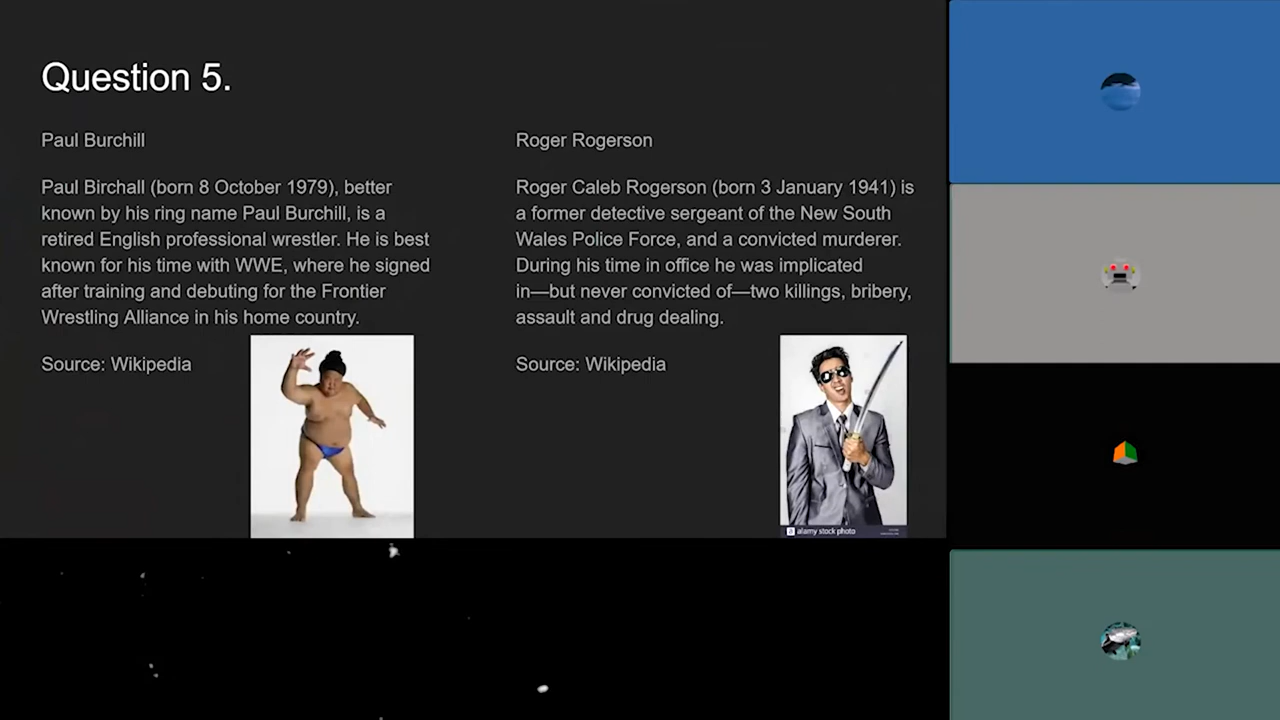 Question 5.
Paul Burchill
Paul Birchall (born 8 October 1979), better
known by his ring name Paul Burchill, is a
retired English professional wrestler. He is best
known for his time with WWE, where he signed
after training and debuting for the Frontier
Wrestling Alliance in his home country.
Source: Wikipedia
Roger Rogerson
Roger Caleb Rogerson (born 3 January 1941) is
a former detective sergeant of the New South
Wales Police Force, and a convicted murderer.
During his time in office he was implicated
in—but never convicted of—two killings, bribery,
assault and drug dealing.
Source: Wikipedia
a alamy stock photo